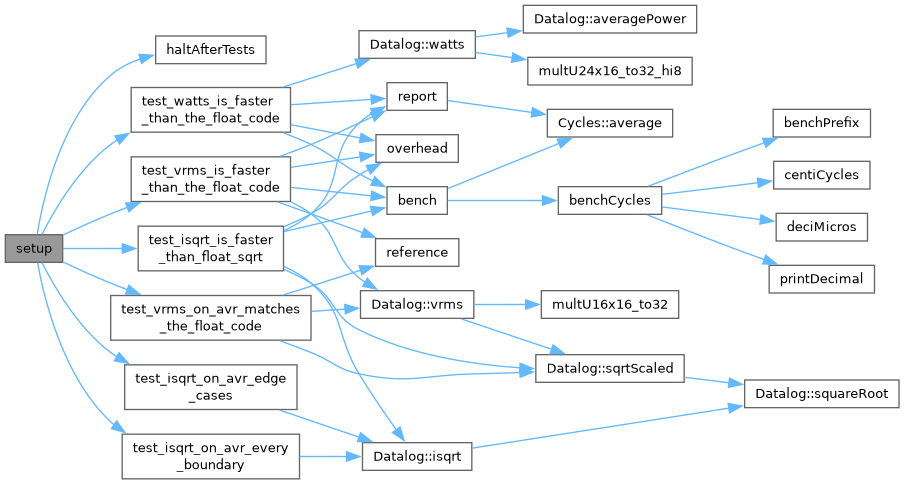 setup
haltAfterTests
test_watts_is_faster
_than_the_float_code
test_vrms_is_faster
_than_the_float_code
test_isqrt_is_faster
_than_float_sqrt
test_vrms_on_avr_matches
_the_float_code
test_isqrt_on_avr_edge
_cases
test_isqrt_on_avr_every
_boundary
Datalog::watts
report
overhead
bench
reference
Datalog::vrms
Datalog::isqrt
Datalog::averagePower
multU24x16_to32_hi8
Cycles::average
benchCycles
multU16x16_to32
Datalog::sqrtScaled
benchPrefix
centiCycles
deciMicros
printDecimal
Datalog::squareRoot